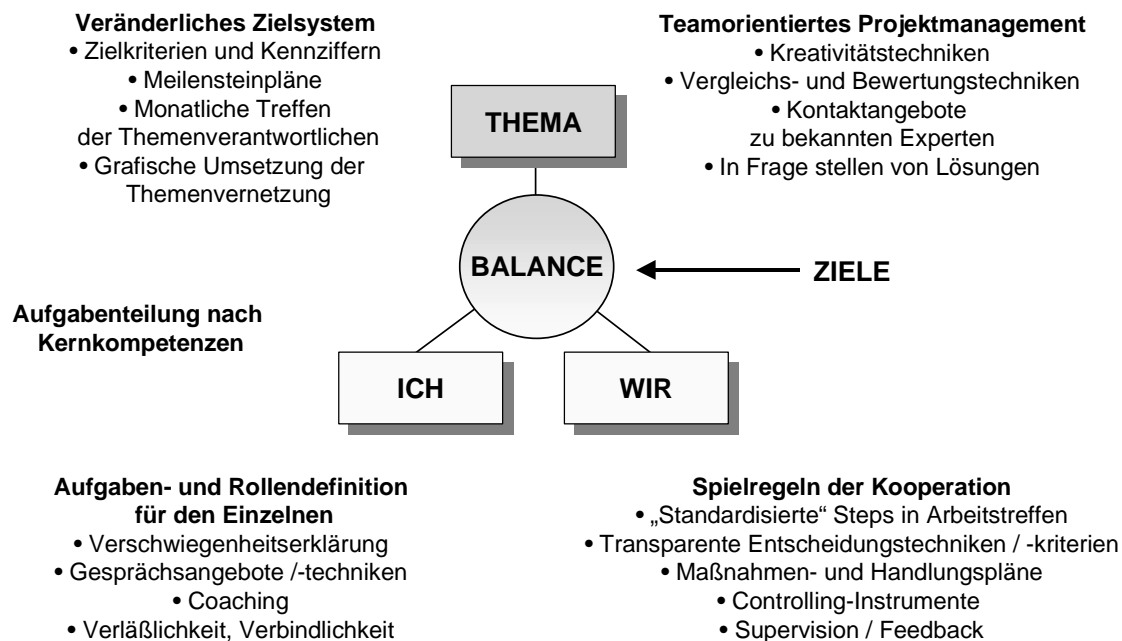 Veränderliches Zielsystem
• Zielkriterien und Kennziffern
• Meilensteinpläne
• Monatliche Treffen
der Themenverantwortlichen
• Grafische Umsetzung der
Themenvernetzung
Teamorientiertes Projektmanagement
• Kreativitätstechniken
• Vergleichs- und Bewertungstechniken
• Kontaktangebote
zu bekannten Experten
• In Frage stellen von Lösungen
THEMA
BALANCE
ZIELE
Aufgabenteilung nach
Kernkompetenzen
ICH
WIR
Aufgaben- und Rollendefinition
für den Einzelnen
• Verschwiegenheitserklärung
• Gesprächsangebote /-techniken
• Coaching
• Verläßlichkeit, Verbindlichkeit
Spielregeln der Kooperation
• „Standardisierte“ Steps in Arbeitstreffen
• Transparente Entscheidungstechniken / -kriterien
• Maßnahmen- und Handlungspläne
• Controlling-Instrumente
• Supervision / Feedback